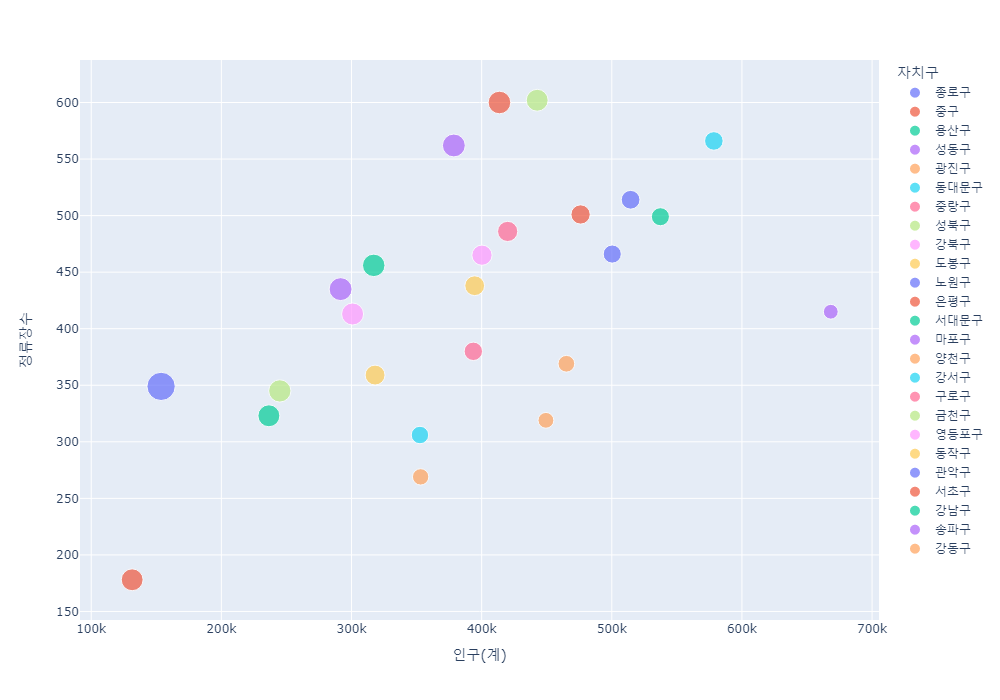 자치구
종로구
중구
용산구
성동구
광진구
동대문구
중랑구
성북구
강북구
도봉구
노원구
은평구
서대문구
마포구
양천구
강서구
구로구
금천구
영등포구
동작구
관악구
서초구
강남구
송파구
강동구
정류장수
600
550
500
450
400
350
300
250
200
150
100k 200k 300k 400k 500k 600k 700k
인구(계)